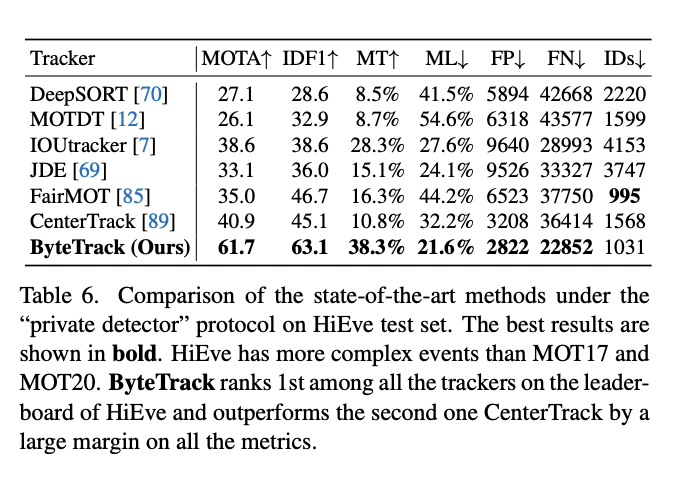 Tracker MOTA↑ IDF1↑ MT↑ ML↓ FP↓ FN↓ IDs↓
DeepSORT [70] 27.1 28.6 8.5% 41.5% 5894 42668 2220
MOTDT [12] 26.1 32.9 8.7% 54.6% 6318 43577 1599
IOUtracker [7] 38.6 38.6 28.3% 27.6% 9640 28993 4153
JDE [69] 33.1 36.0 15.1% 24.1% 9526 33327 3747
FairMOT [85] 35.0 46.7 16.3% 44.2% 6523 37750 995
CenterTrack [89] 40.9 45.1 10.8% 32.2% 3208 36414 1568
ByteTrack (Ours) 61.7 63.1 38.3% 21.6% 2822 22852 1031
Table 6. Comparison of the state-of-the-art methods under the
“private detector” protocol on HiEve test set. The best results are
shown in bold. HiEve has more complex events than MOT17 and
MOT20. ByteTrack ranks 1st among all the trackers on the leader-
board of HiEve and outperforms the second one CenterTrack by a
large margin on all the metrics.